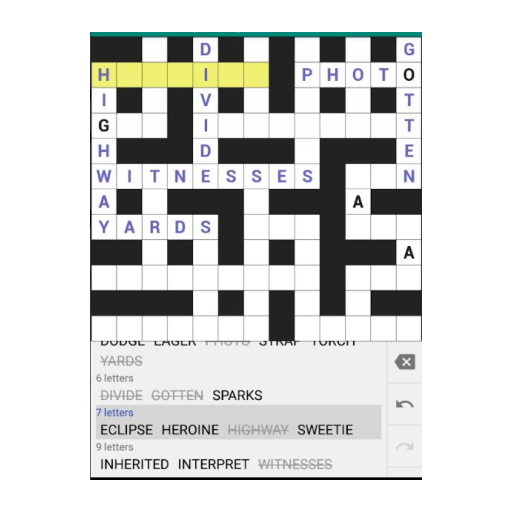 D G
H I P H O T O
I V T
G I T
H D E
W I T N E S S E S N
A A
Y A R D S
A
DODGE EAGER PHOTO STRAP TORCH
YARDS
6 letters
DIVIDE GOTTEN SPARKS
7 letters
ECLIPSE HEROINE HIGHWAY SWEETIE
9 letters
INHERITED INTERPRET WITNESSES